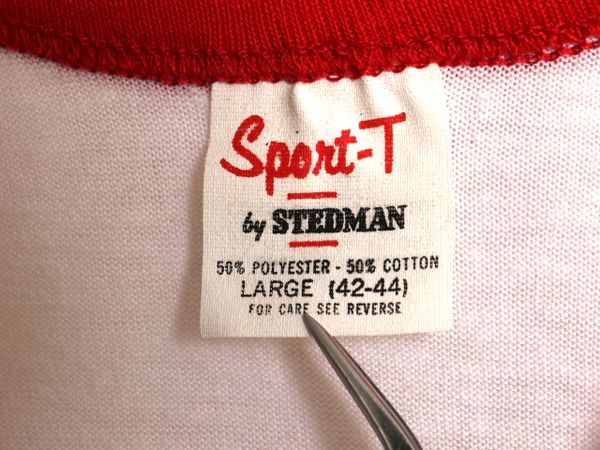 Sport-T
by STEDMAN
50% POLYESTER - 50% COTTON
LARGE (42-44)
FOR CARE SEE REVERSE